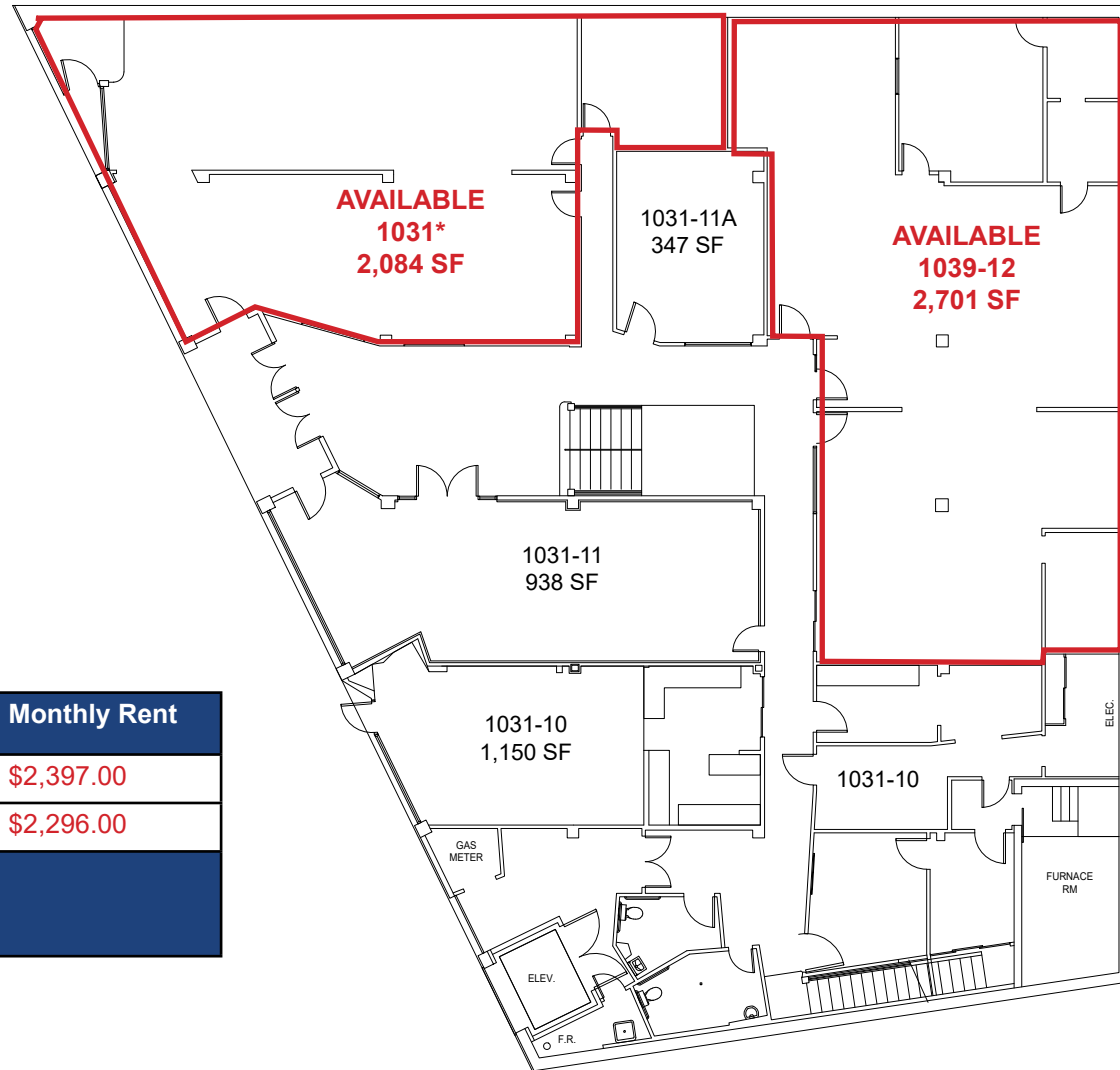 AVAILABLE
1031*
2,084 SF
1031-11A
347 SF
AVAILABLE
1039-12
2,701 SF
1031-11
938 SF
Monthly Rent
$2,397.00
$2,296.00
1031-10
1,150 SF
1031-10
ELEC.
GAS
METER
FURNACE
RM
ELEV.
F.R.